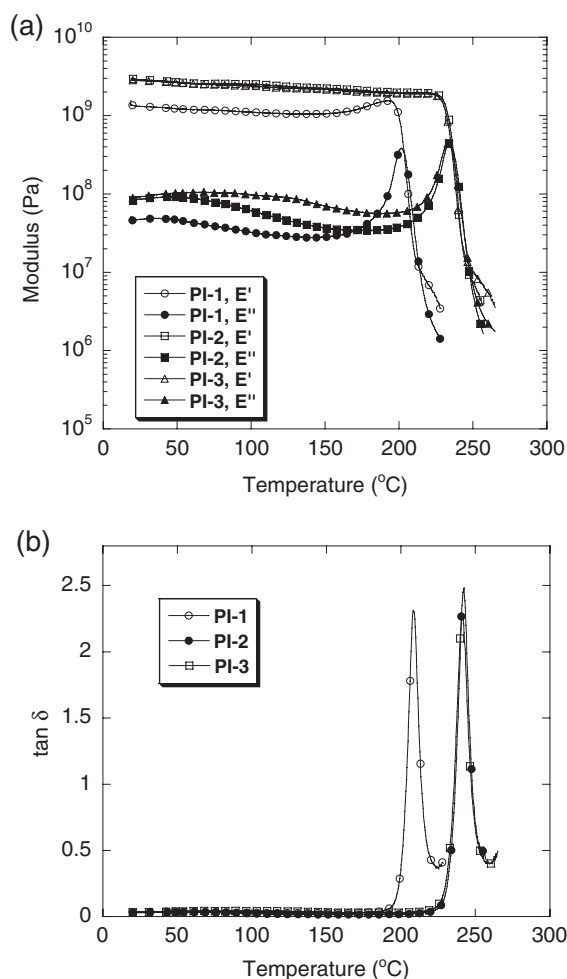 (a)
10^10
10^9
10^8
10^7
10^6
10^5
Modulus (Pa)
PI-1, E'
PI-1, E"
PI-2, E'
PI-2, E"
PI-3, E'
PI-3, E"
0 50 100 150 200 250 300
Temperature (°C)
(b)
2.5
2
1.5
1
0.5
0
tan δ
PI-1
PI-2
PI-3
0 50 100 150 200 250 300
Temperature (°C)